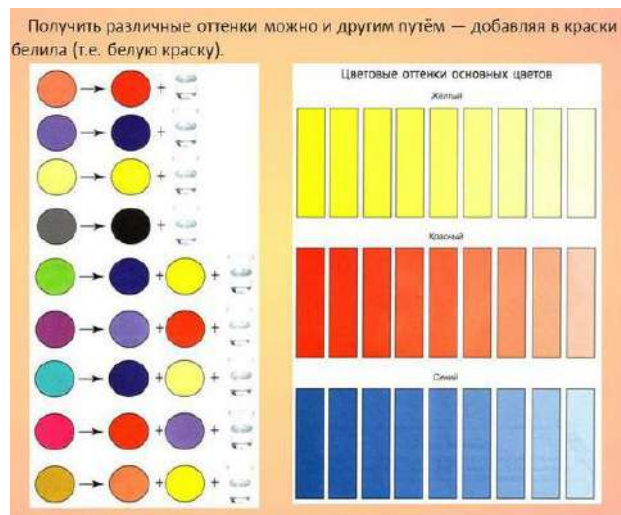 Получить различные оттенки можно и другим путём — добавляя в краски
белила (т.е. белую краску).
Цветовые оттенки основных цветов
Желтый
Красный
Синий